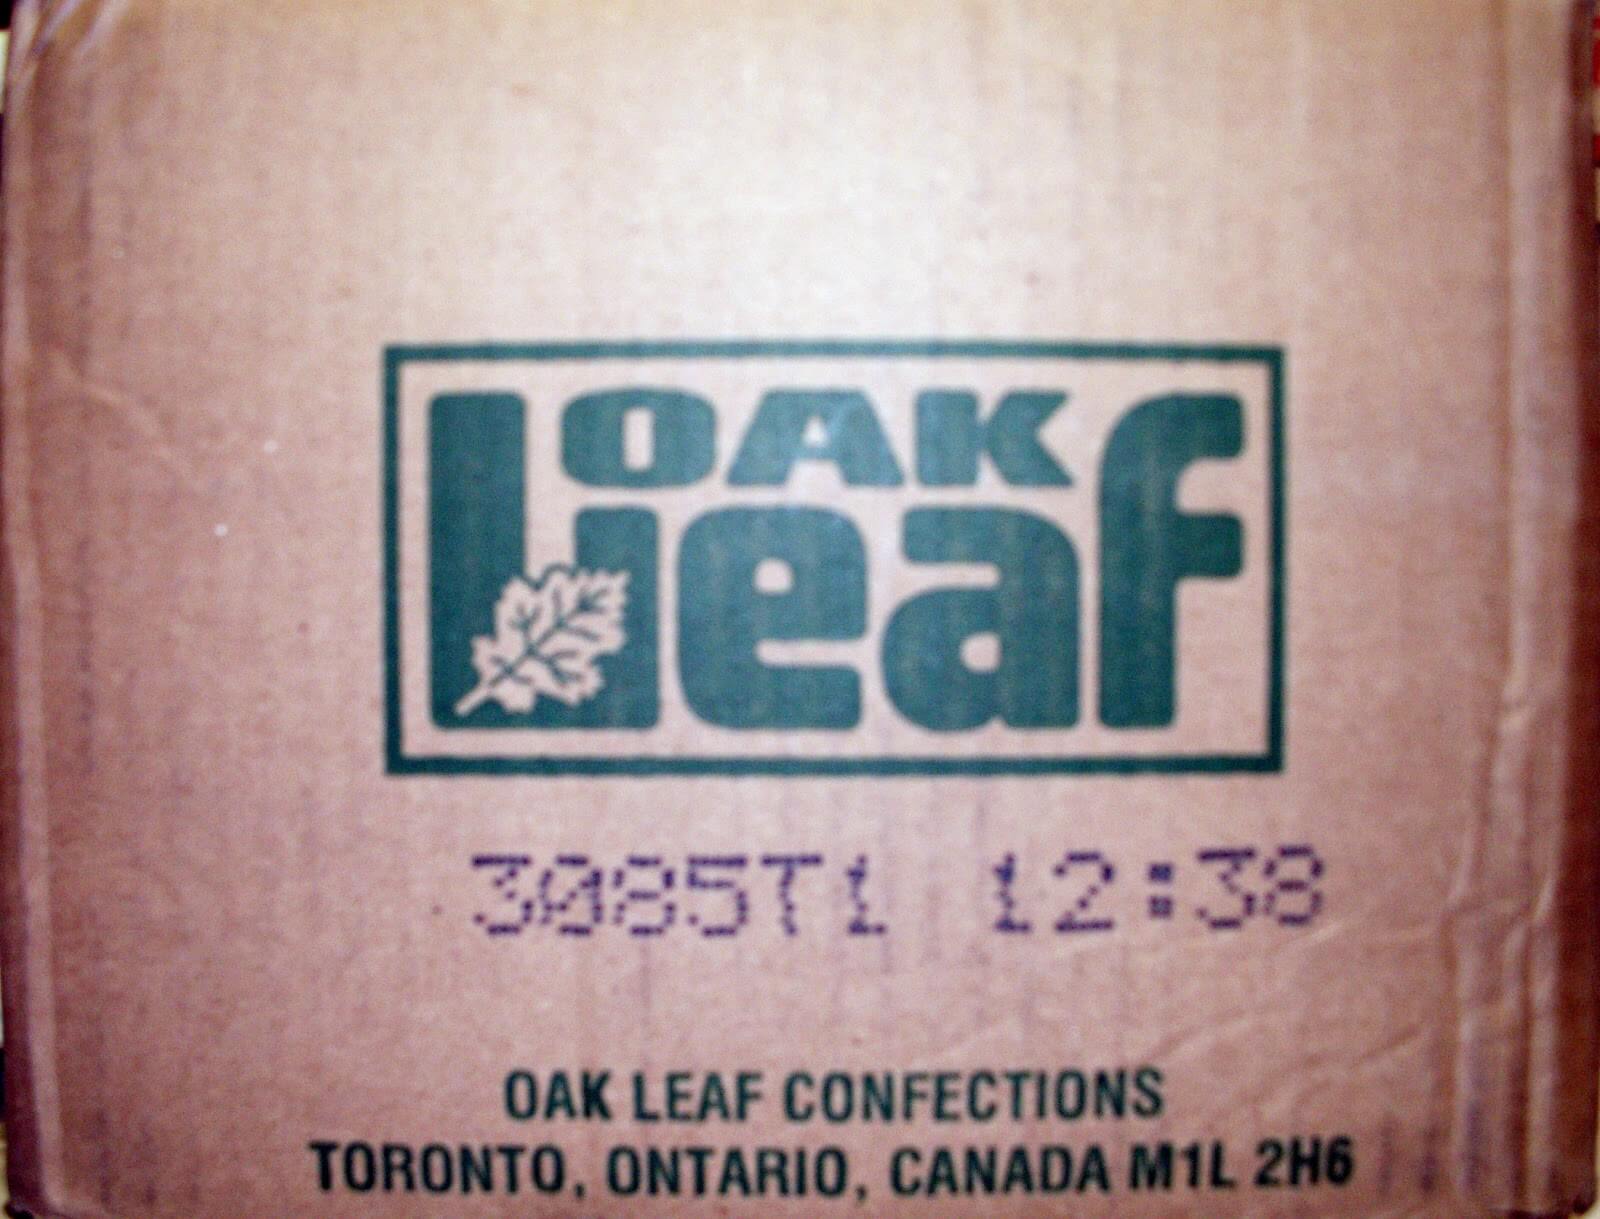 OAK
Leaf
3085T1 12:38
OAK LEAF CONFECTIONS
TORONTO, ONTARIO, CANADA M1L 2H6